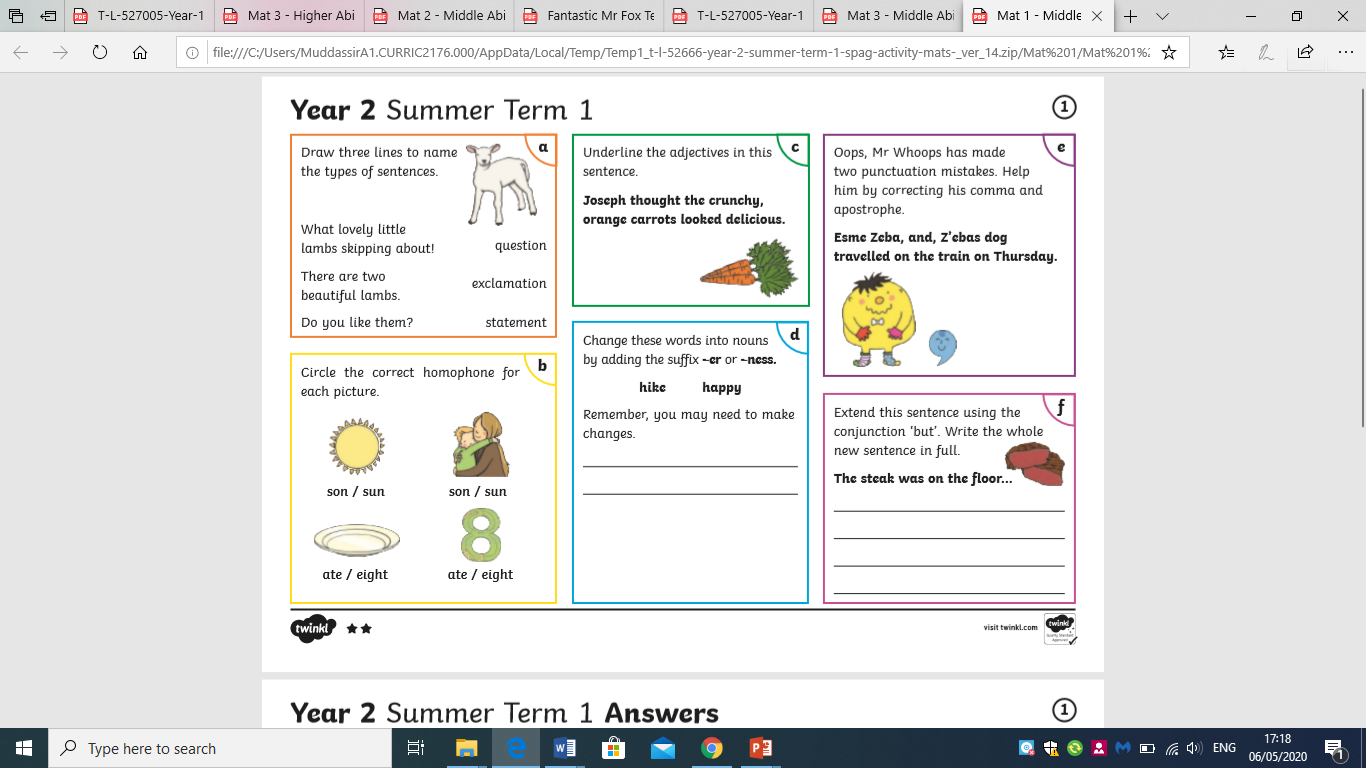 T-L-527005-Year-1
Mat 3 - Higher Abi
Mat 2 - Middle Abi
Fantastic Mr Fox Te
T-L-527005-Year-1
Mat 3 - Middle Abi
Mat 1 - Middle
file:///C:/Users/MuddassirA1.CURRIC2176.000/AppData/Local/Temp/Temp1_t-l-52666-year-2-summer-term-1-spag-activity-mats-_ver_14.zip/Mat%201/Mat%201%2
Year 2 Summer Term 1
1
a
Draw three lines to name
the types of sentences.
What lovely little
lambs skipping about!
question
There are two
beautiful lambs.
exclamation
Do you like them?
statement
b
Circle the correct homophone for
each picture.
son / sun
son / sun
8
ate / eight
ate / eight
c
Underline the adjectives in this
sentence.
Joseph thought the crunchy,
orange carrots looked delicious.
d
Change these words into nouns
by adding the suffix -er or -ness.
hike happy
Remember, you may need to make
changes.
e
Oops, Mr Whoops has made
two punctuation mistakes. Help
him by correcting his comma and
apostrophe.
Esme Zeba, and, Z'ebas dog
travelled on the train on Thursday.
f
Extend this sentence using the
conjunction 'but'. Write the whole
new sentence in full.
The steak was on the floor...
twinkl
visit twinkl.com
twinkl
Year 2 Summer Term 1 Answers
1
Type here to search
ENG
17:18
06/05/2020
1